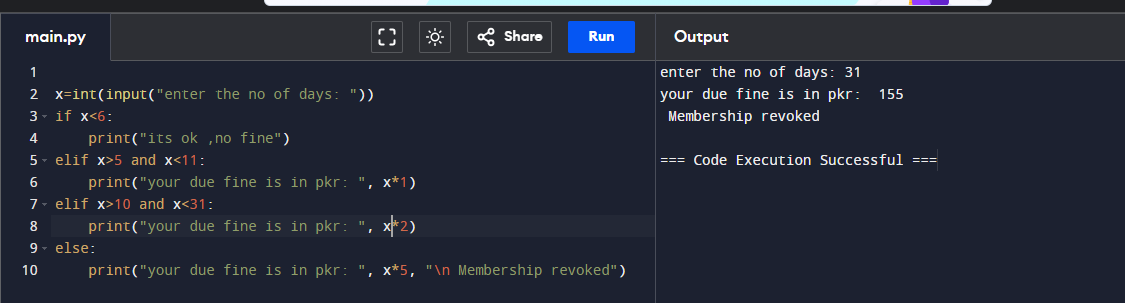 main.py
Share
Run
1
2 x=int(input("enter the no of days: "))
3 if x<6:
4     print("its ok ,no fine")
5 elif x>5 and x<11:
6     print("your due fine is in pkr: ", x*1)
7 elif x>10 and x<31:
8     print("your due fine is in pkr: ", x*2)
9 else:
10     print("your due fine is in pkr: ", x*5, "\n Membership revoked")
Output
enter the no of days: 31
your due fine is in pkr:  155
 Membership revoked
=== Code Execution Successful ===